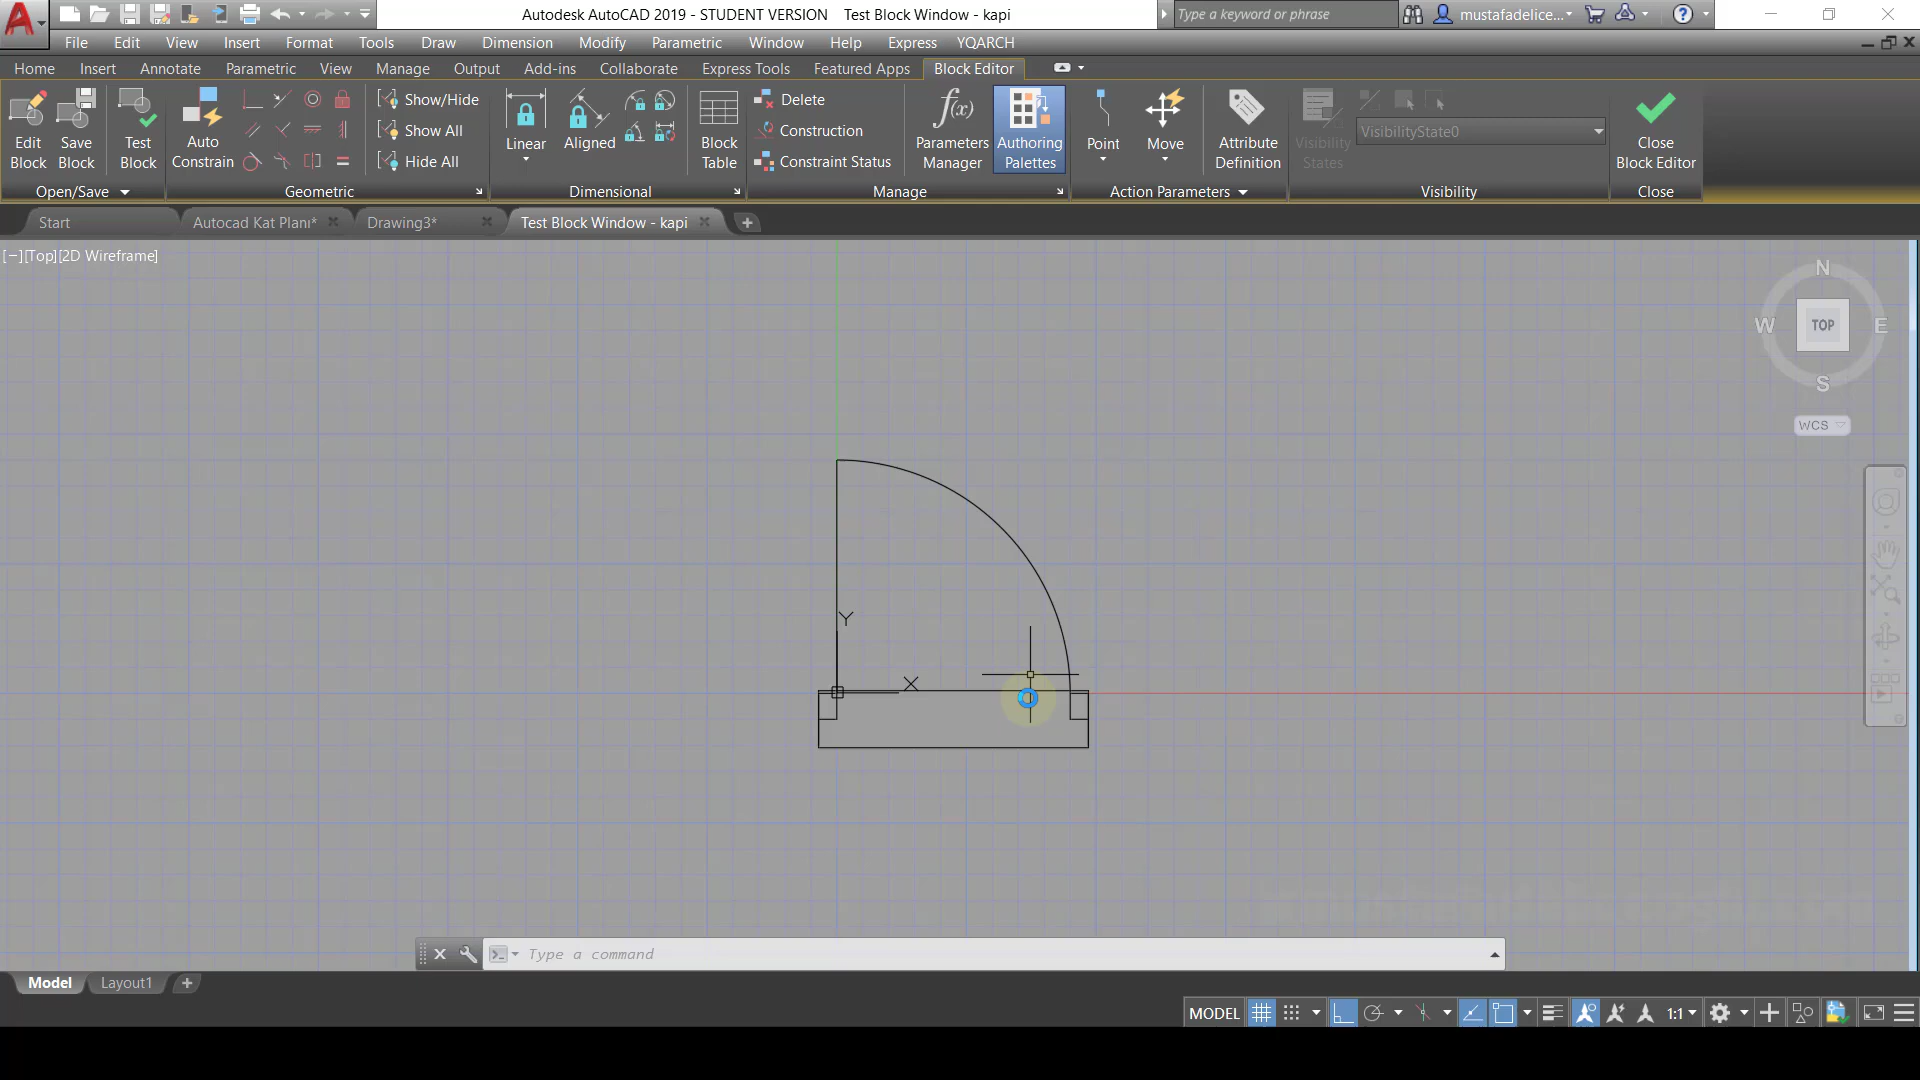 Autodesk AutoCAD 2019 - STUDENT VERSION Test Block Window - kapi
Type a keyword or phrase
mustafadelice...
File Edit View Insert Format Tools Draw Dimension Modify Parametric Window Help Express YQARCH
Home Insert Annotate Parametric View Manage Output Add-ins Collaborate Express Tools Featured Apps Block Editor
Edit Block
Save Block
Test Block
Auto Constrain
Show/Hide
Show All
Hide All
Linear
Aligned
Block Table
Delete
Construction
Constraint Status
f(x)
Parameters Manager
Authoring Palettes
Point
Move
Attribute Definition
Visibility States
VisibilityState0
Close Block Editor
Open/Save Geometric Dimensional Manage Action Parameters Visibility Close
Start Autocad Kat Planı* Drawing3* Test Block Window - kapi
[−][Top][2D Wireframe]
N
W TOP E
S
WCS
Y
X
Type a command
Model Layout1
MODEL 1:1